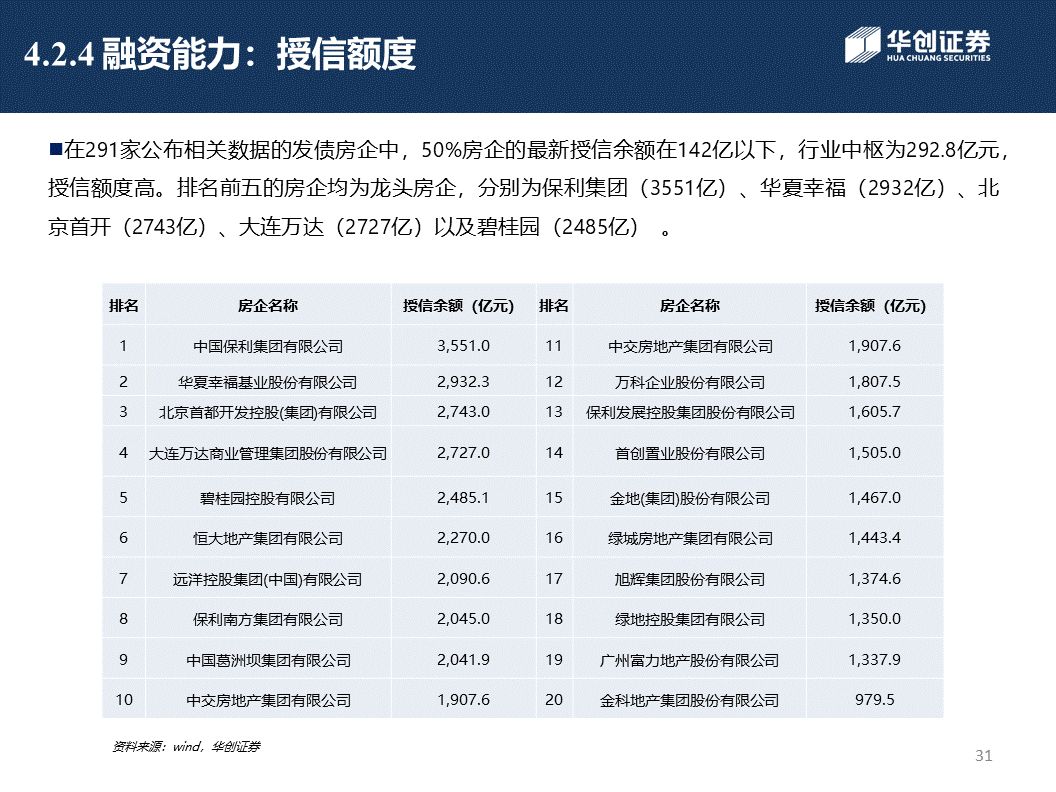 4.2.4 融资能力：授信额度
华创证券
HUA CHUANG SECURITIES
■在291家公布相关数据的发债房企中，50%房企的最新授信余额在142亿以下，行业中枢为292.8亿元，
授信额度高。排名前五的房企均为龙头房企，分别为保利集团（3551亿）、华夏幸福（2932亿）、北
京首开（2743亿）、大连万达（2727亿）以及碧桂园（2485亿） 。
排名 房企名称 授信余额（亿元） 排名 房企名称 授信余额（亿元）
1 中国保利集团有限公司 3,551.0 11 中交房地产集团有限公司 1,907.6
2 华夏幸福基业股份有限公司 2,932.3 12 万科企业股份有限公司 1,807.5
3 北京首都开发控股(集团)有限公司 2,743.0 13 保利发展控股集团股份有限公司 1,605.7
4 大连万达商业管理集团股份有限公司 2,727.0 14 首创置业股份有限公司 1,505.0
5 碧桂园控股有限公司 2,485.1 15 金地(集团)股份有限公司 1,467.0
6 恒大地产集团有限公司 2,270.0 16 绿城房地产集团有限公司 1,443.4
7 远洋控股集团(中国)有限公司 2,090.6 17 旭辉集团股份有限公司 1,374.6
8 保利南方集团有限公司 2,045.0 18 绿地控股集团有限公司 1,350.0
9 中国葛洲坝集团有限公司 2,041.9 19 广州富力地产股份有限公司 1,337.9
10 中交房地产集团有限公司 1,907.6 20 金科地产集团股份有限公司 979.5
资料来源：wind，华创证券
31